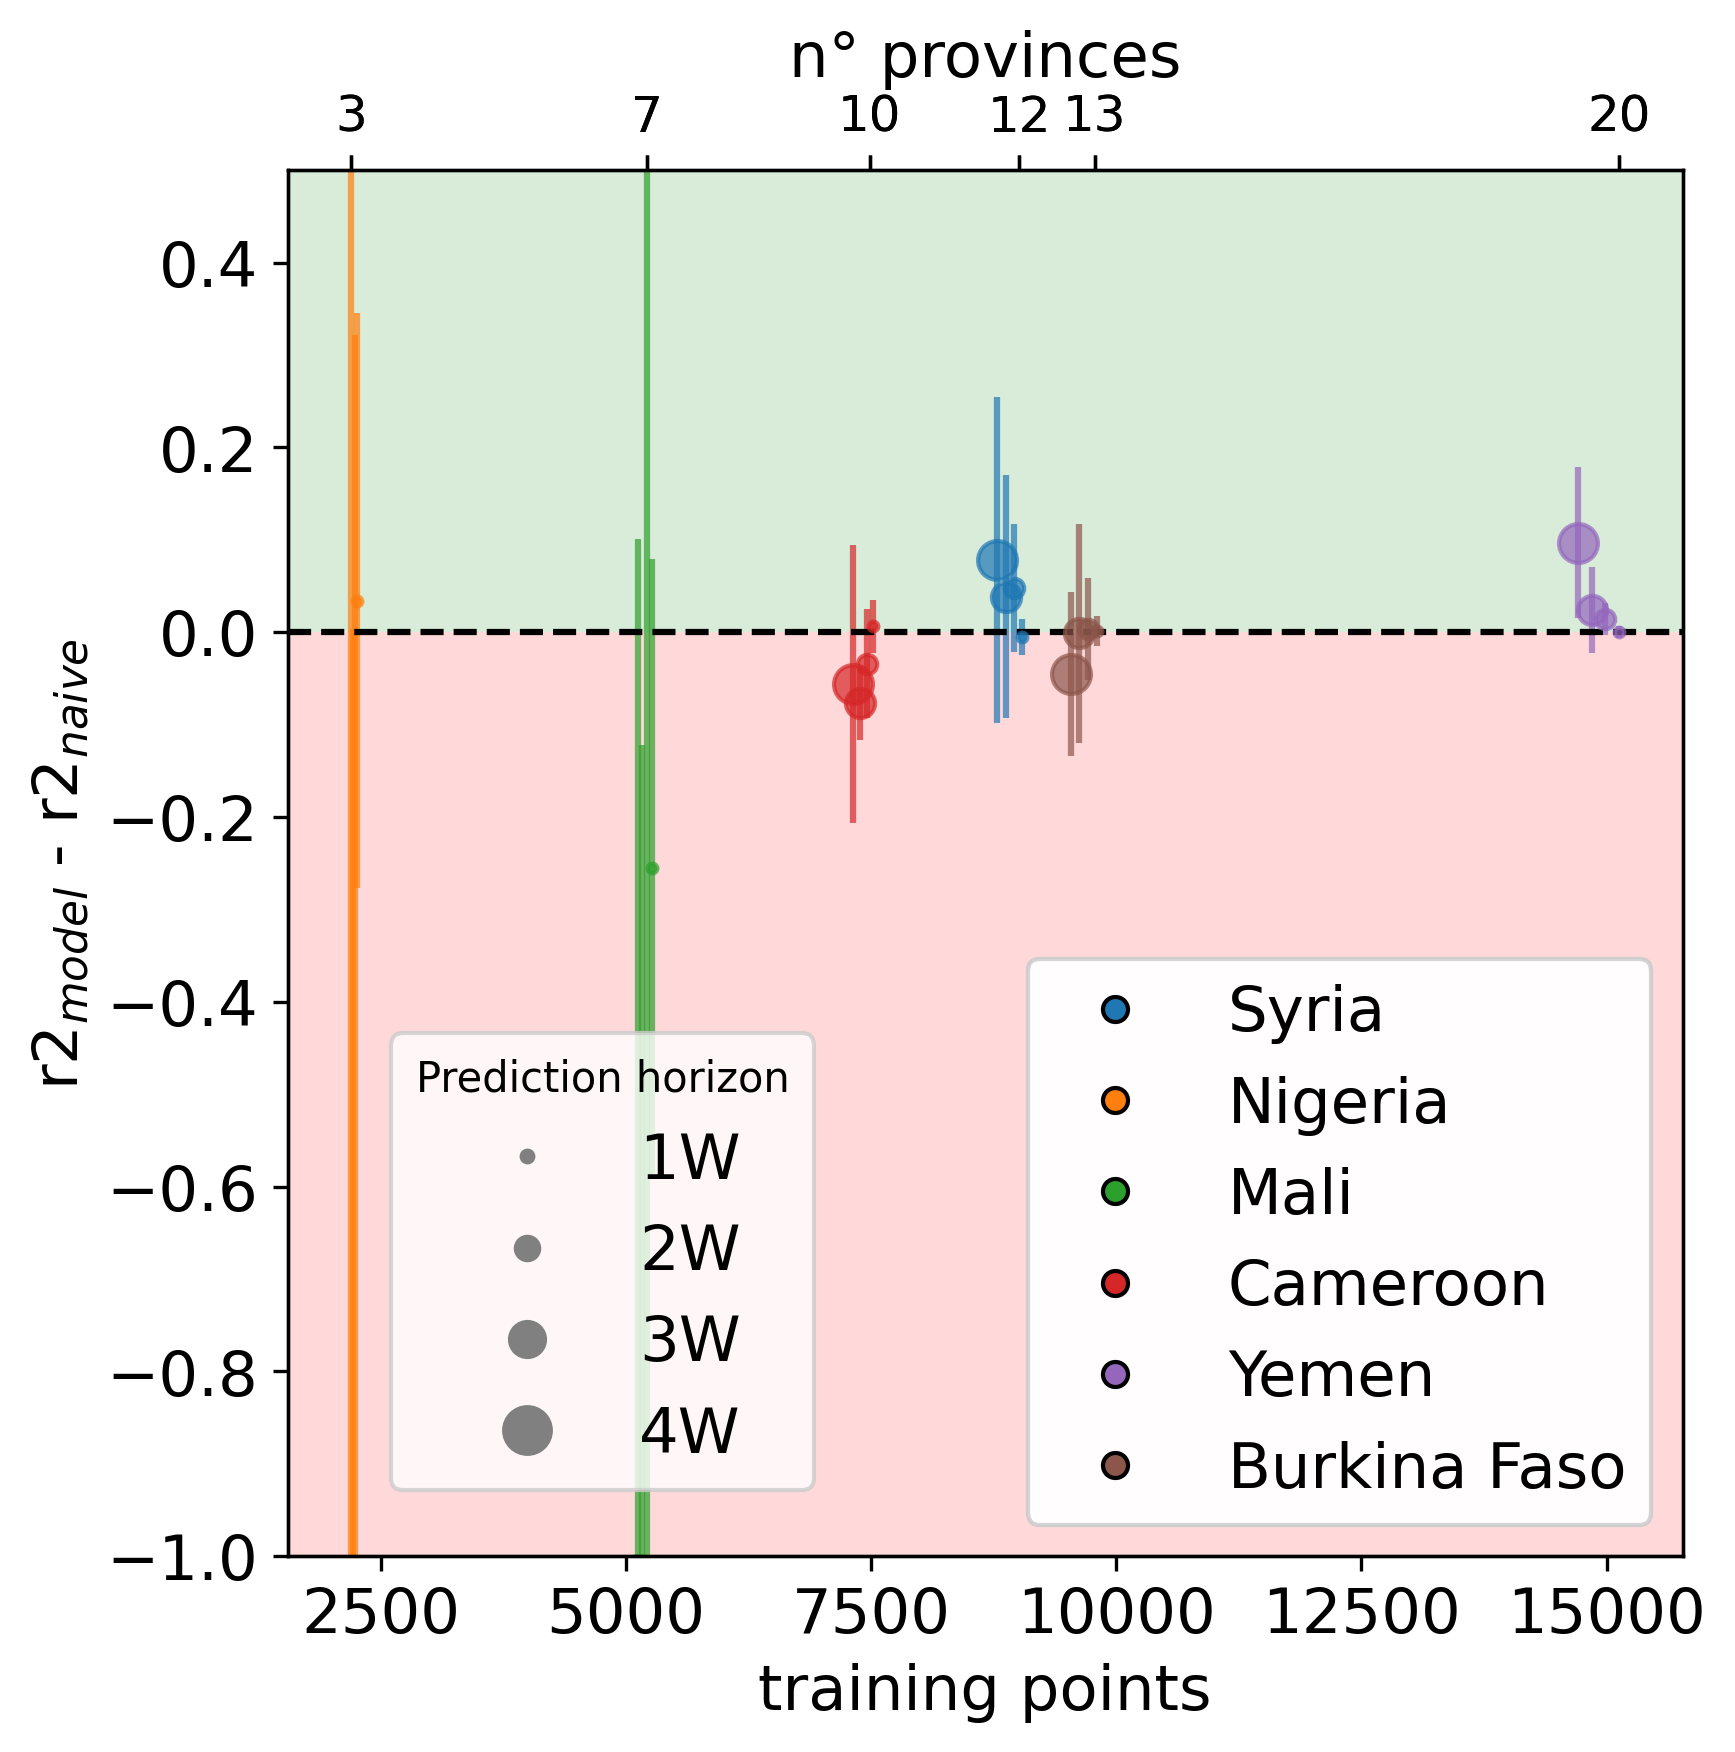 n° provinces
3 7 10 12 13 20
0.4
0.2
0.0
−0.2
−0.4
−0.6
−0.8
−1.0
r2model - r2naive
Prediction horizon
1W
2W
3W
4W
Syria
Nigeria
Mali
Cameroon
Yemen
Burkina Faso
2500 5000 7500 10000 12500 15000
training points